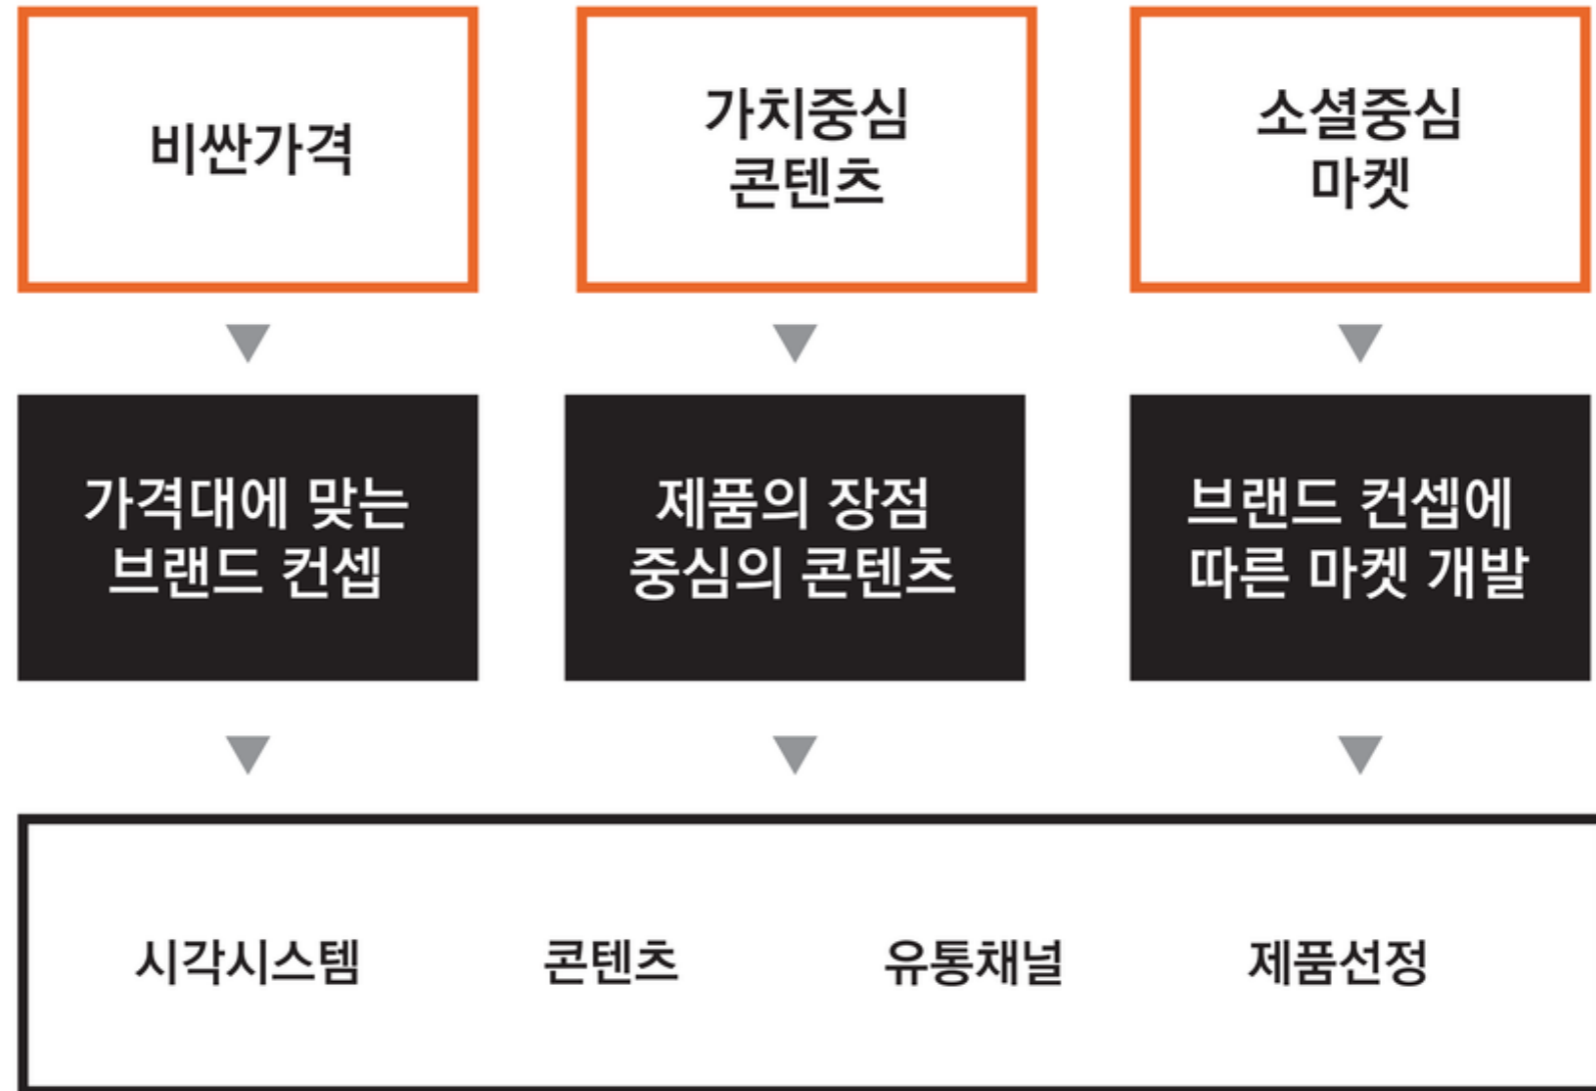 비싼가격
가치중심
콘텐츠
소셜중심
마켓
가격대에 맞는
브랜드 컨셉
제품의 장점
중심의 콘텐츠
브랜드 컨셉에
따른 마켓 개발
시각시스템
콘텐츠
유통채널
제품선정